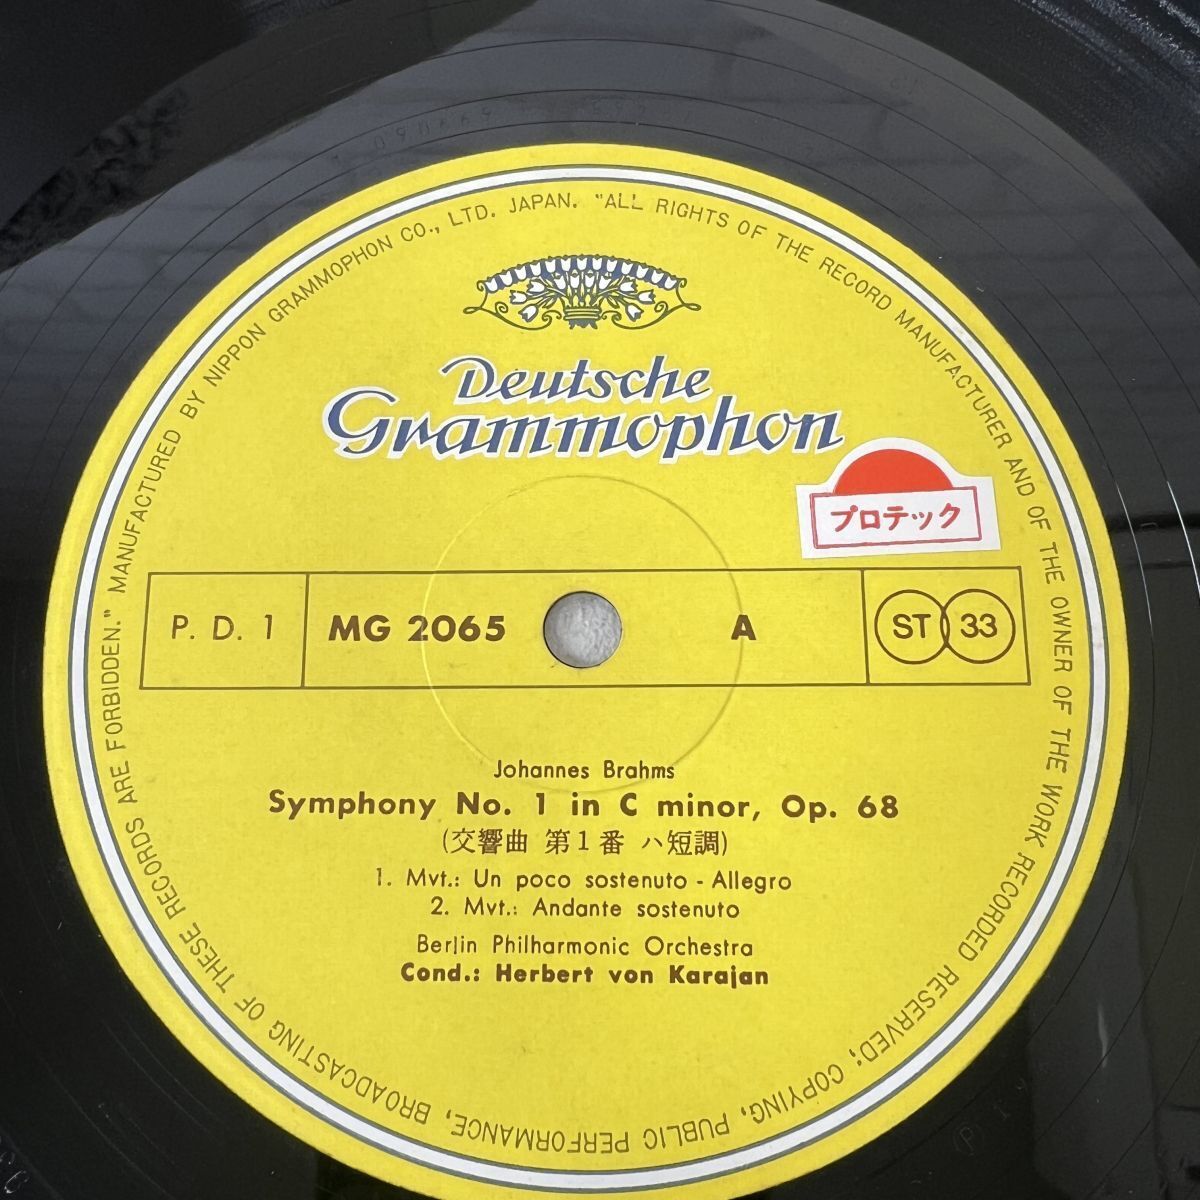 "MANUFACTURED BY NIPPON GRAMMOPHON CO., LTD. JAPAN. "ALL RIGHTS OF THE RECORD MANUFACTURER AND OF THE OWNER OF THE WORK RECORDED RESERVED; COPYING, PUBLIC PERFORMANCE, BROADCASTING OF THESE RECORDS ARE FORBIDDEN."
Deutsche
Grammophon
プロテック
P. D. 1 MG 2065 A ST 33
Johannes Brahms
Symphony No. 1 in C minor, Op. 68
(交響曲 第1番 ハ短調)
1. Mvt.: Un poco sostenuto - Allegro
2. Mvt.: Andante sostenuto
Berlin Philharmonic Orchestra
Cond.: Herbert von Karajan